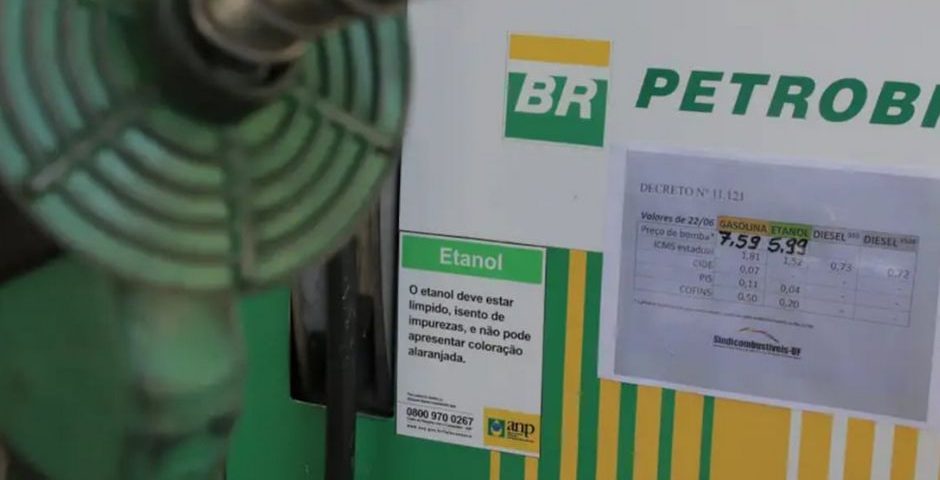 BR PETROBR
DECRETO Nº 11.121
Valores de 22/06 GASOLINA ETANOL DIESEL S10 DIESEL S500
Preço de bomba* 7,59 5,99
ICMS estadual 1,81 1,52 0,73 0,72
CIDE 0,07 - - -
PIS 0,11 0,04 - -
COFINS 0,50 0,20 - -
Sindicombustíveis-DF
Etanol
O etanol deve estar
límpido, isento de
impurezas, e não pode
apresentar coloração
alaranjada.
0800 970 0267
anp